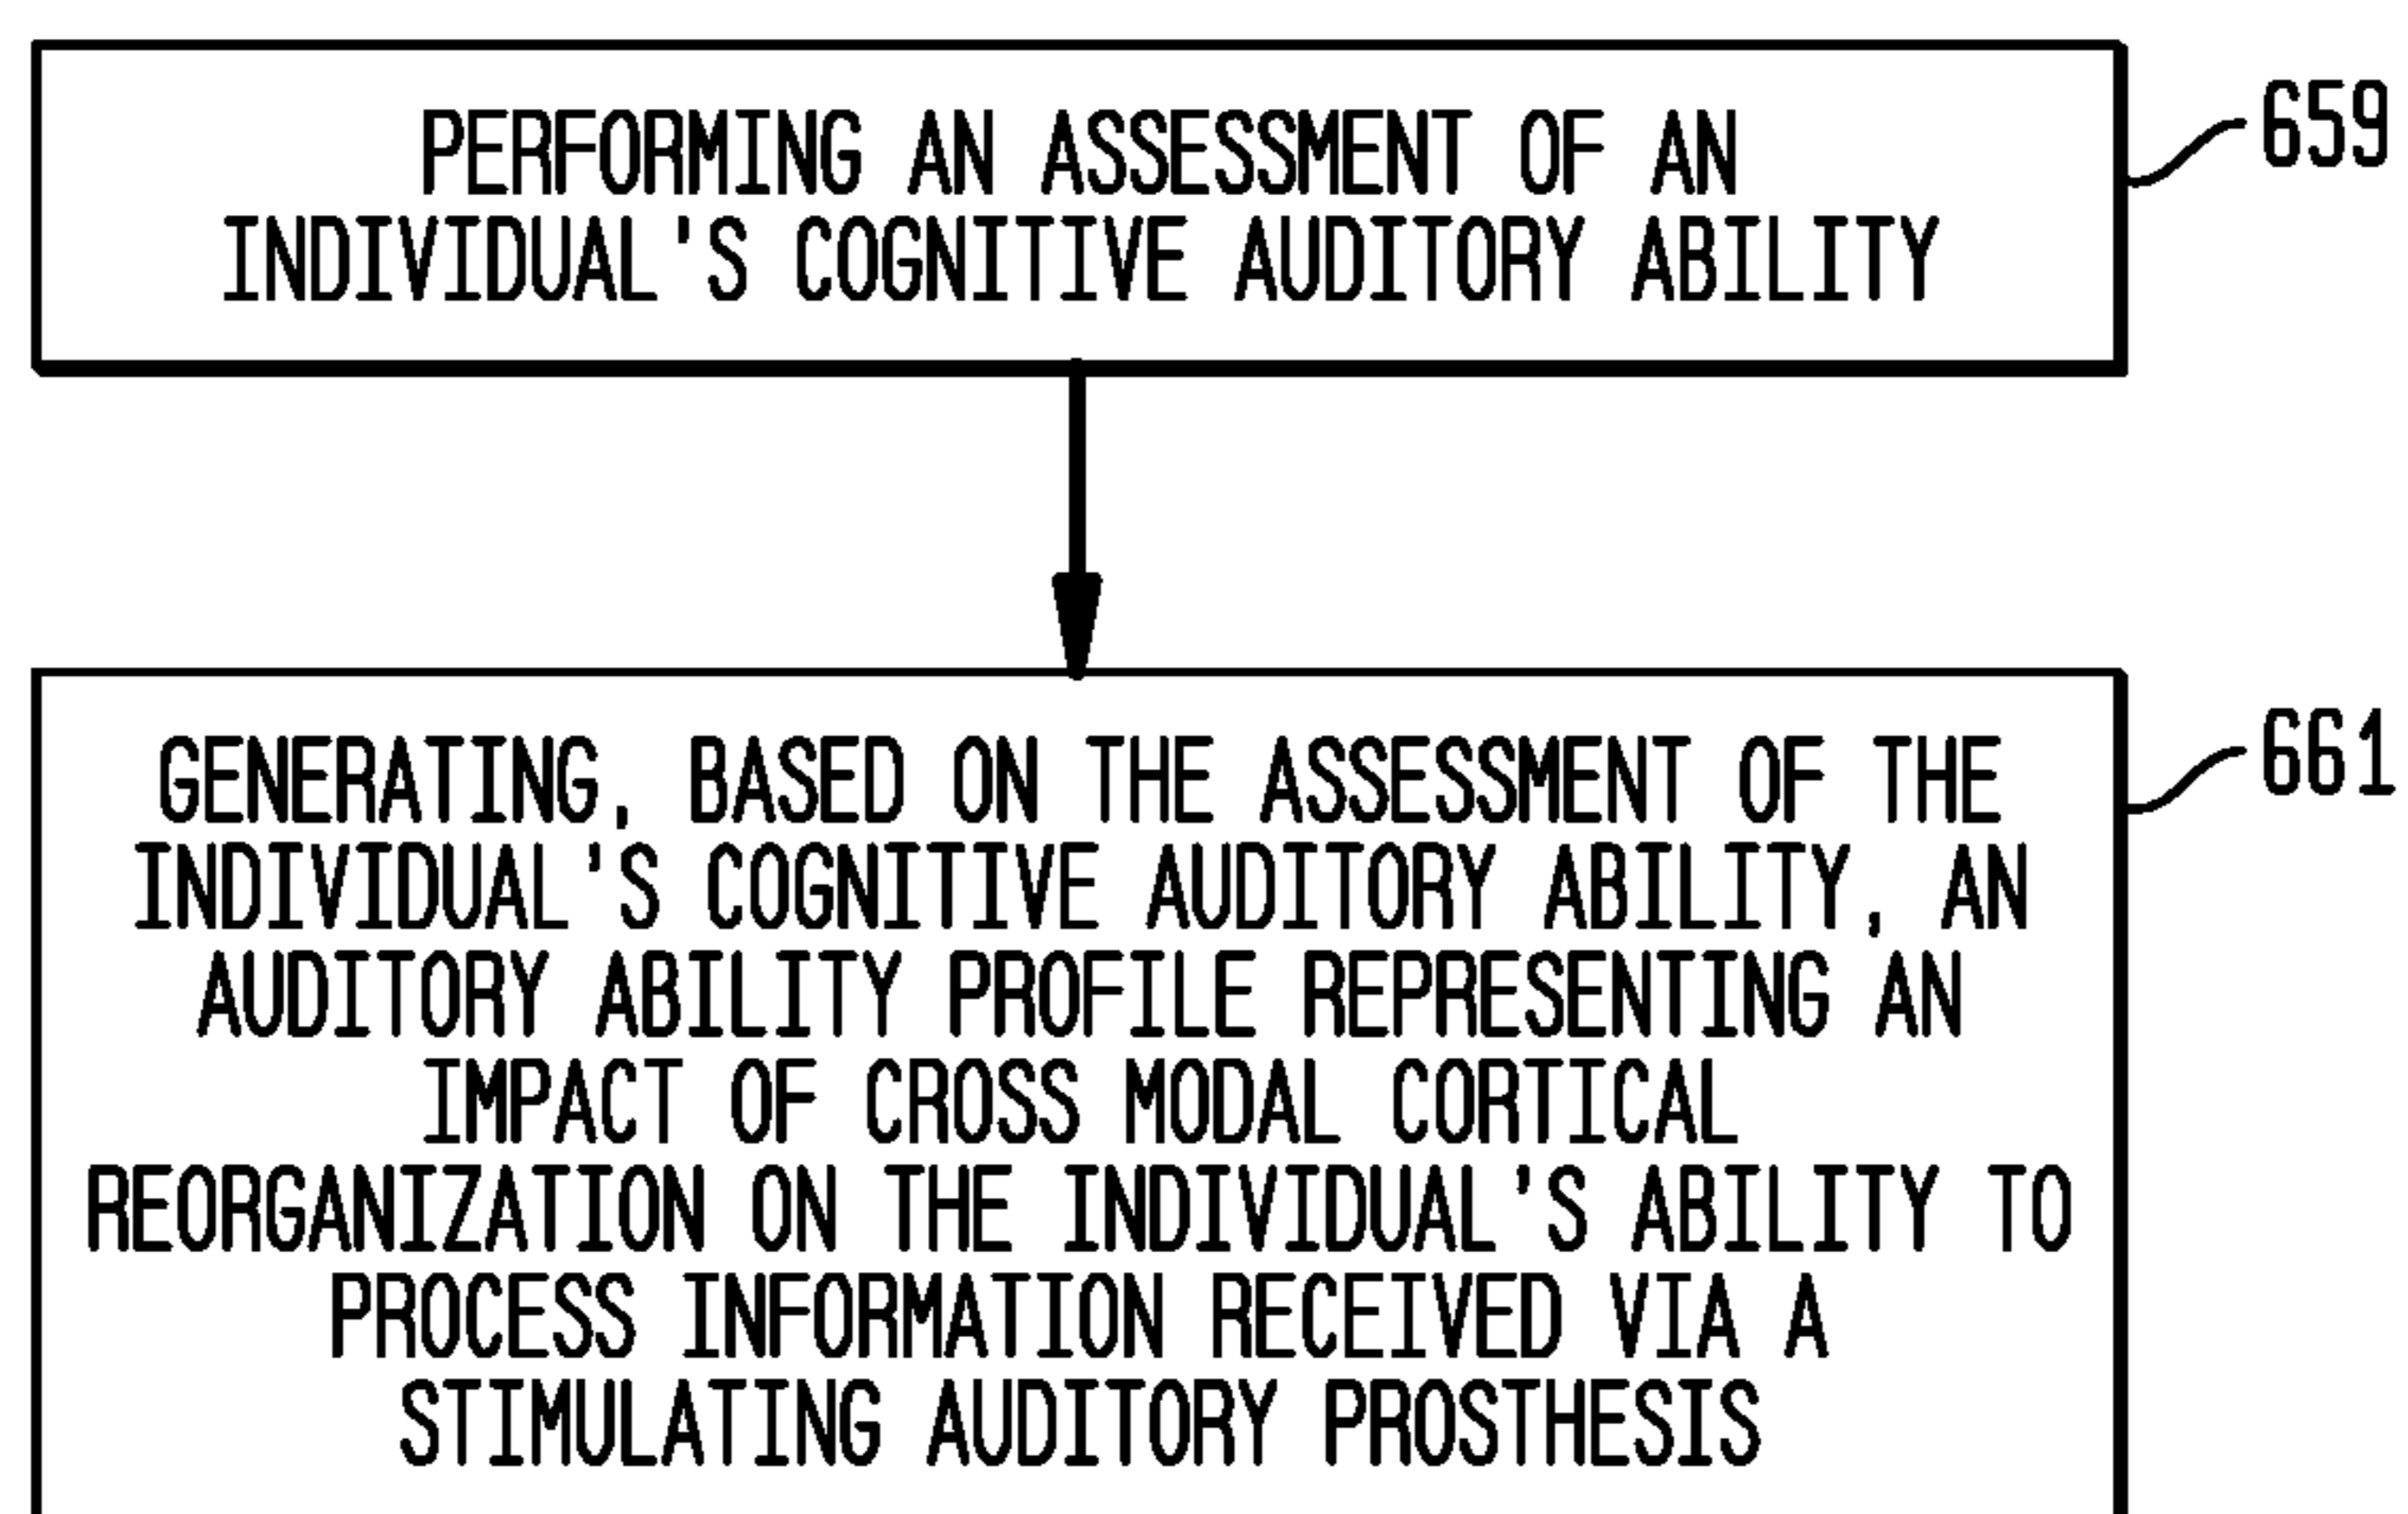 PERFORMING AN ASSESSMENT OF AN
INDIVIDUAL'S COGNITIVE AUDITORY ABILITY
659
GENERATING, BASED ON THE ASSESSMENT OF THE
INDIVIDUAL'S COGNITIVE AUDITORY ABILITY, AN
AUDITORY ABILITY PROFILE REPRESENTING AN
IMPACT OF CROSS MODAL CORTICAL
REORGANIZATION ON THE INDIVIDUAL'S ABILITY TO
PROCESS INFORMATION RECEIVED VIA A
STIMULATING AUDITORY PROSTHESIS
661